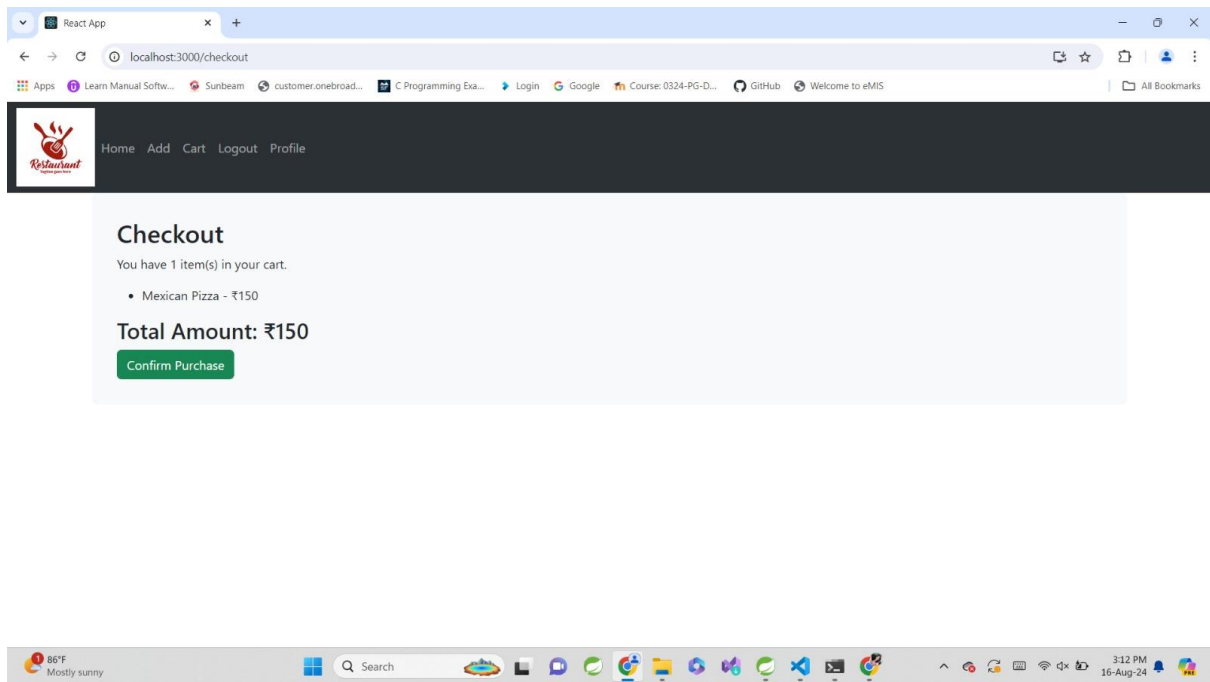 React App
localhost:3000/checkout
Apps Learn Manual Softw... Sunbeam customer.onebroad... C Programming Exa... Login Google Course: 0324-PG-D... GitHub Welcome to eMIS All Bookmarks
Restaurant
Home Add Cart Logout Profile
Checkout
You have 1 item(s) in your cart.
• Mexican Pizza - ₹150
Total Amount: ₹150
Confirm Purchase
1
86°F
Mostly sunny
Search
3:12 PM
16-Aug-24
PRE